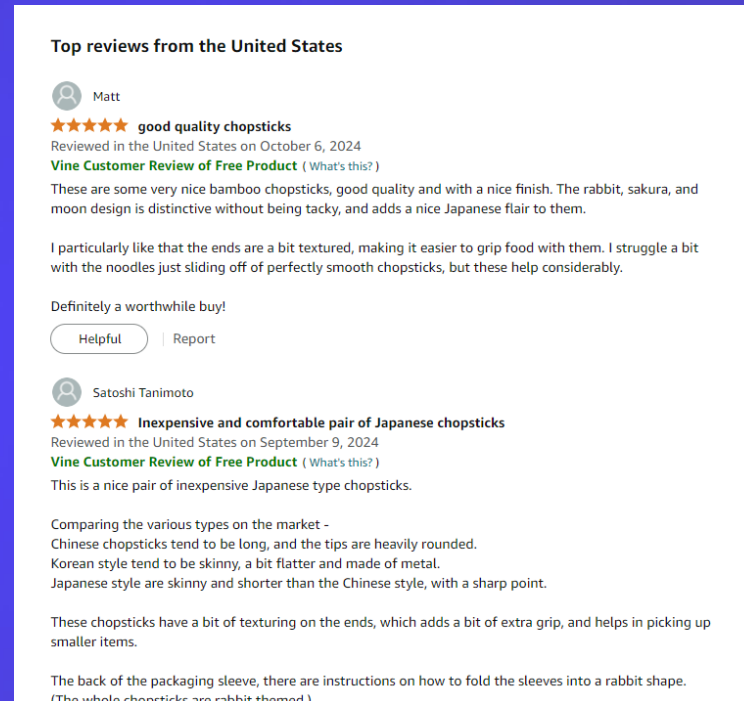 Top reviews from the United States
Matt
good quality chopsticks
Reviewed in the United States on October 6, 2024
Vine Customer Review of Free Product ( What's this? )
These are some very nice bamboo chopsticks, good quality and with a nice finish. The rabbit, sakura, and
moon design is distinctive without being tacky, and adds a nice Japanese flair to them.
I particularly like that the ends are a bit textured, making it easier to grip food with them. I struggle a bit
with the noodles just sliding off of perfectly smooth chopsticks, but these help considerably.
Definitely a worthwhile buy!
Helpful | Report
Satoshi Tanimoto
Inexpensive and comfortable pair of Japanese chopsticks
Reviewed in the United States on September 9, 2024
Vine Customer Review of Free Product ( What's this? )
This is a nice pair of inexpensive Japanese type chopsticks.
Comparing the various types on the market -
Chinese chopsticks tend to be long, and the tips are heavily rounded.
Korean style tend to be skinny, a bit flatter and made of metal.
Japanese style are skinny and shorter than the Chinese style, with a sharp point.
These chopsticks have a bit of texturing on the ends, which adds a bit of extra grip, and helps in picking up
smaller items.
The back of the packaging sleeve, there are instructions on how to fold the sleeves into a rabbit shape.
(The whole chopsticks are rabbit themed.)